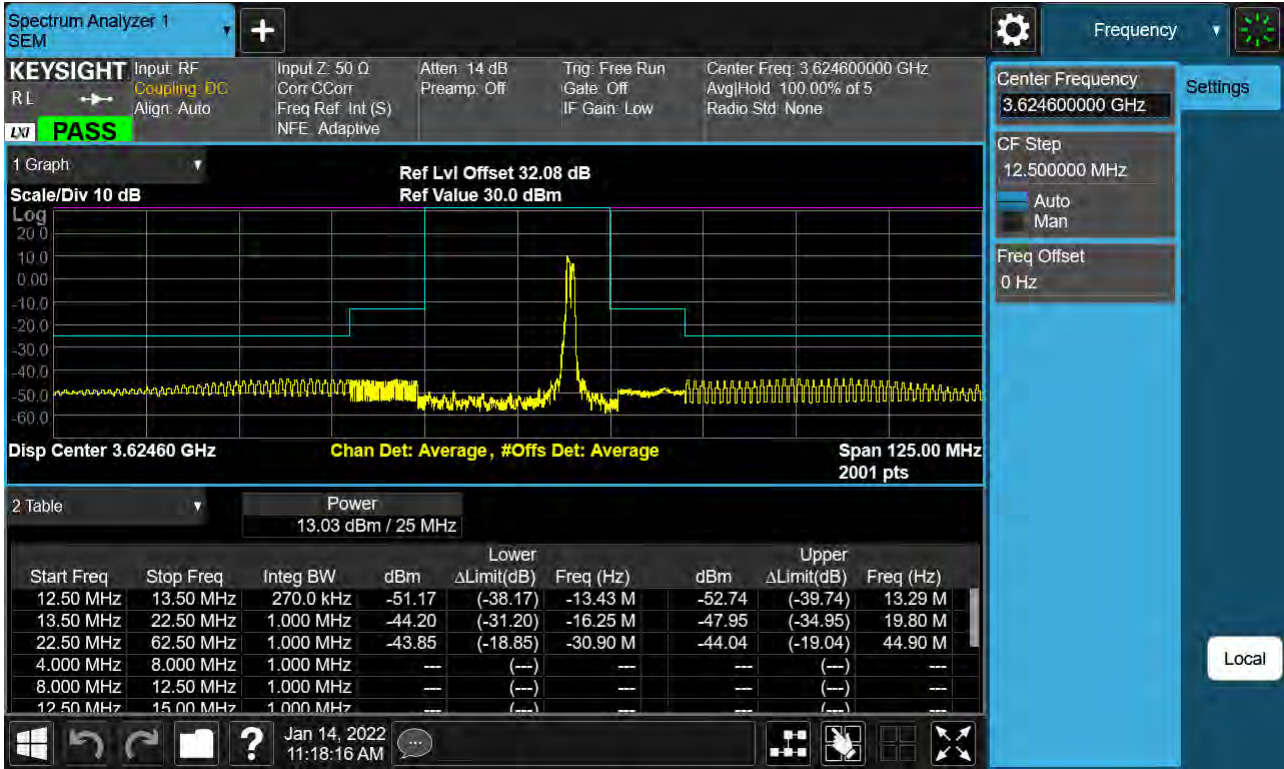 Spectrum Analyzer 1
SEM
Frequency
KEYSIGHT
R L
LXI
PASS
Input: RF
Coupling: DC
Align: Auto
Input Z: 50 Ω
Corr CCorr
Freq Ref: Int (S)
NFE: Adaptive
Atten: 14 dB
Preamp: Off
Trig: Free Run
Gate: Off
IF Gain: Low
Center Freq: 3.624600000 GHz
Avg|Hold: 100.00% of 5
Radio Std: None
Center Frequency
3.624600000 GHz
Settings
CF Step
12.500000 MHz
Auto
Man
Freq Offset
0 Hz
1 Graph
Scale/Div 10 dB
Ref Lvl Offset 32.08 dB
Ref Value 30.0 dBm
Log
20.0
10.0
0.00
-10.0
-20.0
-30.0
-40.0
-50.0
-60.0
Disp Center 3.62460 GHz Chan Det: Average, #Offs Det: Average Span 125.00 MHz
2001 pts
2 Table
Power
13.03 dBm / 25 MHz
Lower Upper
Start Freq Stop Freq Integ BW dBm ΔLimit(dB) Freq (Hz) dBm ΔLimit(dB) Freq (Hz)
12.50 MHz 13.50 MHz 270.0 kHz -51.17 (-38.17) -13.43 M -52.74 (-39.74) 13.29 M
13.50 MHz 22.50 MHz 1.000 MHz -44.20 (-31.20) -16.25 M -47.95 (-34.95) 19.80 M
22.50 MHz 62.50 MHz 1.000 MHz -43.85 (-18.85) -30.90 M -44.04 (-19.04) 44.90 M
4.000 MHz 8.000 MHz 1.000 MHz --- (---) --- --- (---) ---
8.000 MHz 12.50 MHz 1.000 MHz --- (---) --- --- (---) ---
12.50 MHz 15.00 MHz 1.000 MHz --- (---) --- --- (---) ---
Local
?
Jan 14, 2022
11:18:16 AM